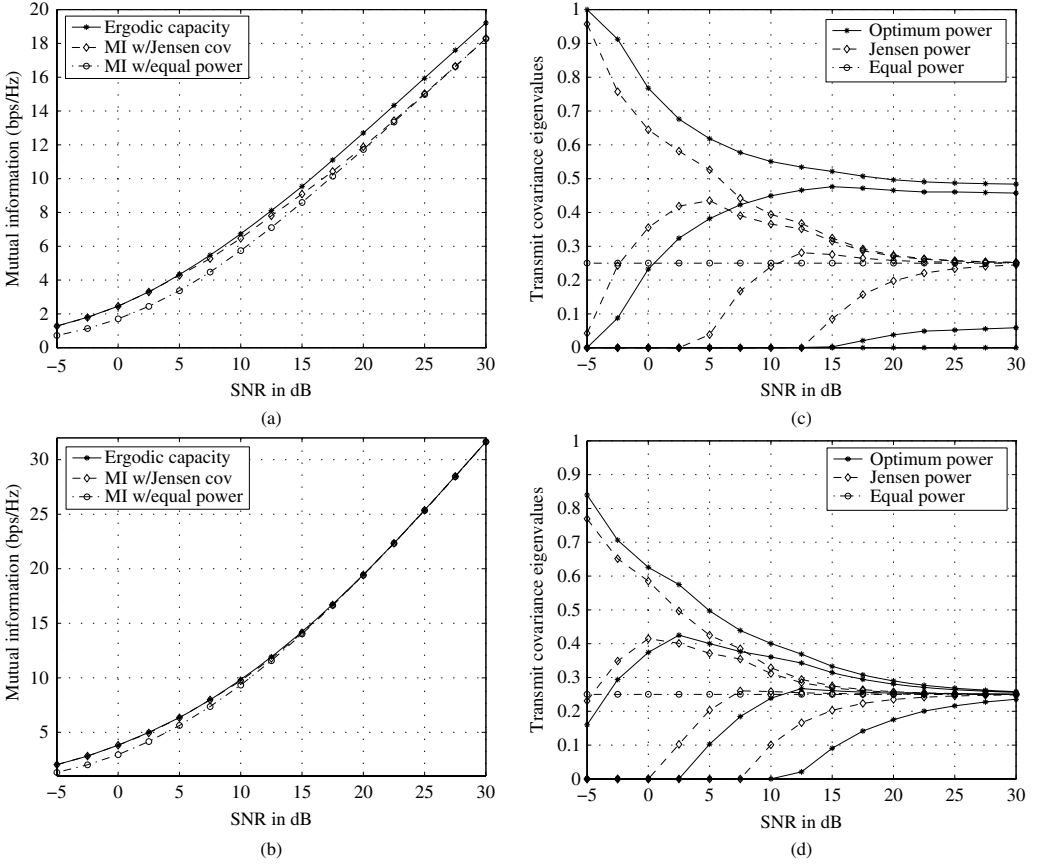 Mutual information (bps/Hz)
20
18
16
14
12
10
8
6
4
2
0
Ergodic capacity
MI w/Jensen cov
MI w/equal power
−5 0 5 10 15 20 25 30
SNR in dB
(a)
Transmit covariance eigenvalues
1
0.9
0.8
0.7
0.6
0.5
0.4
0.3
0.2
0.1
0
Optimum power
Jensen power
Equal power
−5 0 5 10 15 20 25 30
SNR in dB
(c)
Mutual information (bps/Hz)
30
25
20
15
10
5
Ergodic capacity
MI w/Jensen cov
MI w/equal power
−5 0 5 10 15 20 25 30
SNR in dB
(b)
Transmit covariance eigenvalues
1
0.9
0.8
0.7
0.6
0.5
0.4
0.3
0.2
0.1
0
Optimum power
Jensen power
Equal power
−5 0 5 10 15 20 25 30
SNR in dB
(d)